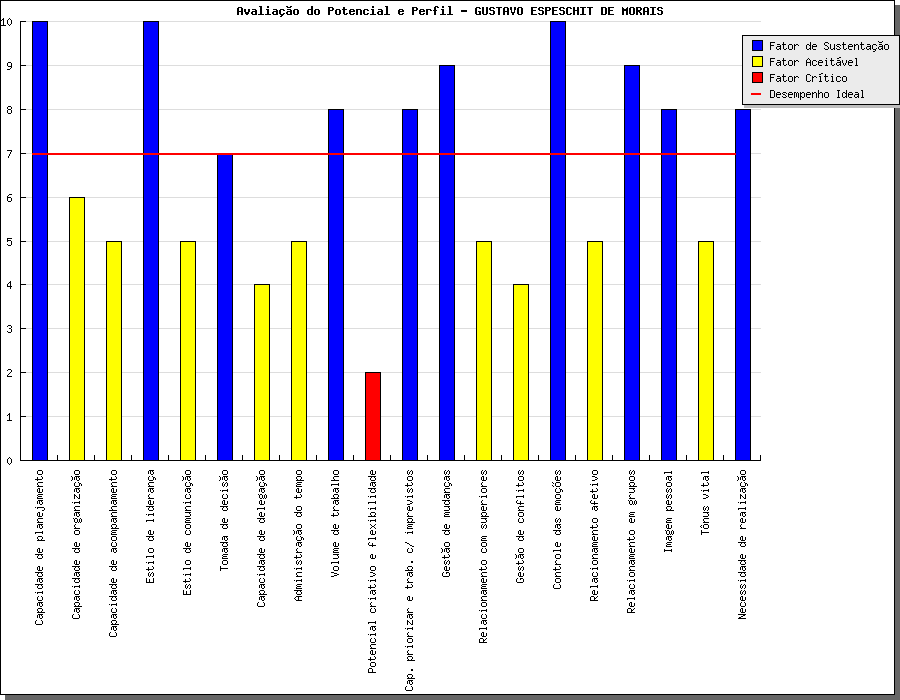 Avaliação do Potencial e Perfil - GUSTAVO ESPESCHIT DE MORAIS
Fator de Sustentação
Fator Aceitável
Fator Crítico
Desempenho Ideal
10
9
8
7
6
5
4
3
2
1
0
Capacidade de planejamento
Capacidade de organização
Capacidade de acompanhamento
Estilo de liderança
Estilo de comunicação
Tomada de decisão
Capacidade de delegação
Administração do tempo
Volume de trabalho
Potencial criativo e flexibilidade
Cap. priorizar e trab. c/ imprevistos
Gestão de mudanças
Relacionamento com superiores
Gestão de conflitos
Controle das emoções
Relacionamento afetivo
Relacionamento em grupos
Imagem pessoal
Tônus vital
Necessidade de realização